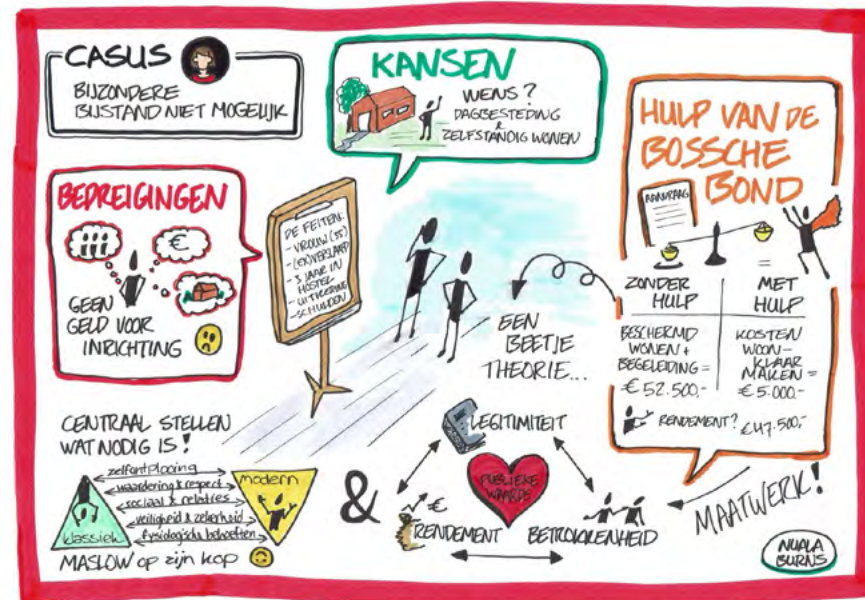 CASUS
BIJZONDERE
BIJSTAND NIET MOGELIJK
KANSEN
WENS?
DAGBESTEDING
&
ZELFSTANDIG WONEN
HULP VAN DE
BOSSCHE
BOND
AANVRAAG
ZONDER
HULP
=
MET
HULP
BESCHERMD
WONEN +
BEGELEIDING =
€ 52.500,-
KOSTEN
WOON-
KLAAR
MAKEN =
€ 5.000,-
RENDEMENT? € 47.500,-
BEDREIGINGEN
€
GEEN
GELD VOOR
INRICHTING
DE FEITEN:
- VROUW (35)
- (EX)VERSLAAFD
- 3 JAAR IN
HOSTEL
- UITKERING
- SCHULDEN
EEN
BEETJE
THEORIE...
CENTRAAL STELLEN
WAT NODIG IS!
zelfontplooing
waardering & respect
sociaal & relaties
veiligheid & zekerheid
fysiologische behoeften
klassiek
modern
MASLOW op zijn kop
&
LEGITIMITEIT
PUBLIEKE
WAARDE
€
RENDEMENT
BETROKKENHEID
MAATWERK!
NUALA
BURNS